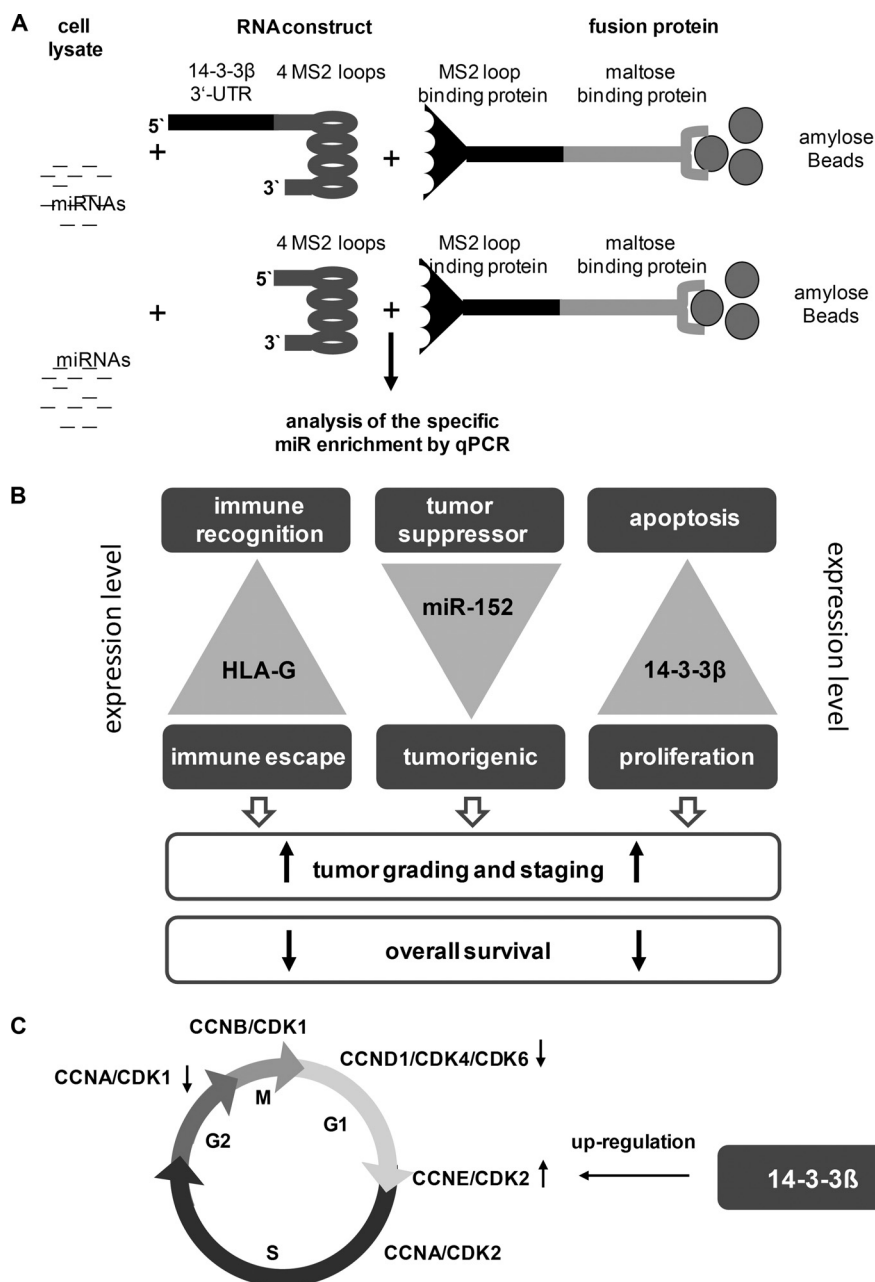 A
cell
lysate
RNA construct
fusion protein
14-3-3β
3‘-UTR
4 MS2 loops
MS2 loop
binding protein
maltose
binding protein
5`
+
3`
+
amylose
Beads
miRNAs
4 MS2 loops
MS2 loop
binding protein
maltose
binding protein
5`
+
3`
+
amylose
Beads
miRNAs
analysis of the specific
miR enrichment by qPCR
B
expression level
immune
recognition
tumor
suppressor
apoptosis
expression level
HLA-G
miR-152
14-3-3β
immune escape
tumorigenic
proliferation
tumor grading and staging
overall survival
C
CCNB/CDK1
CCND1/CDK4/CDK6
CCNA/CDK1
M
G2
G1
up-regulation
CCNE/CDK2
14-3-3ß
S
CCNA/CDK2